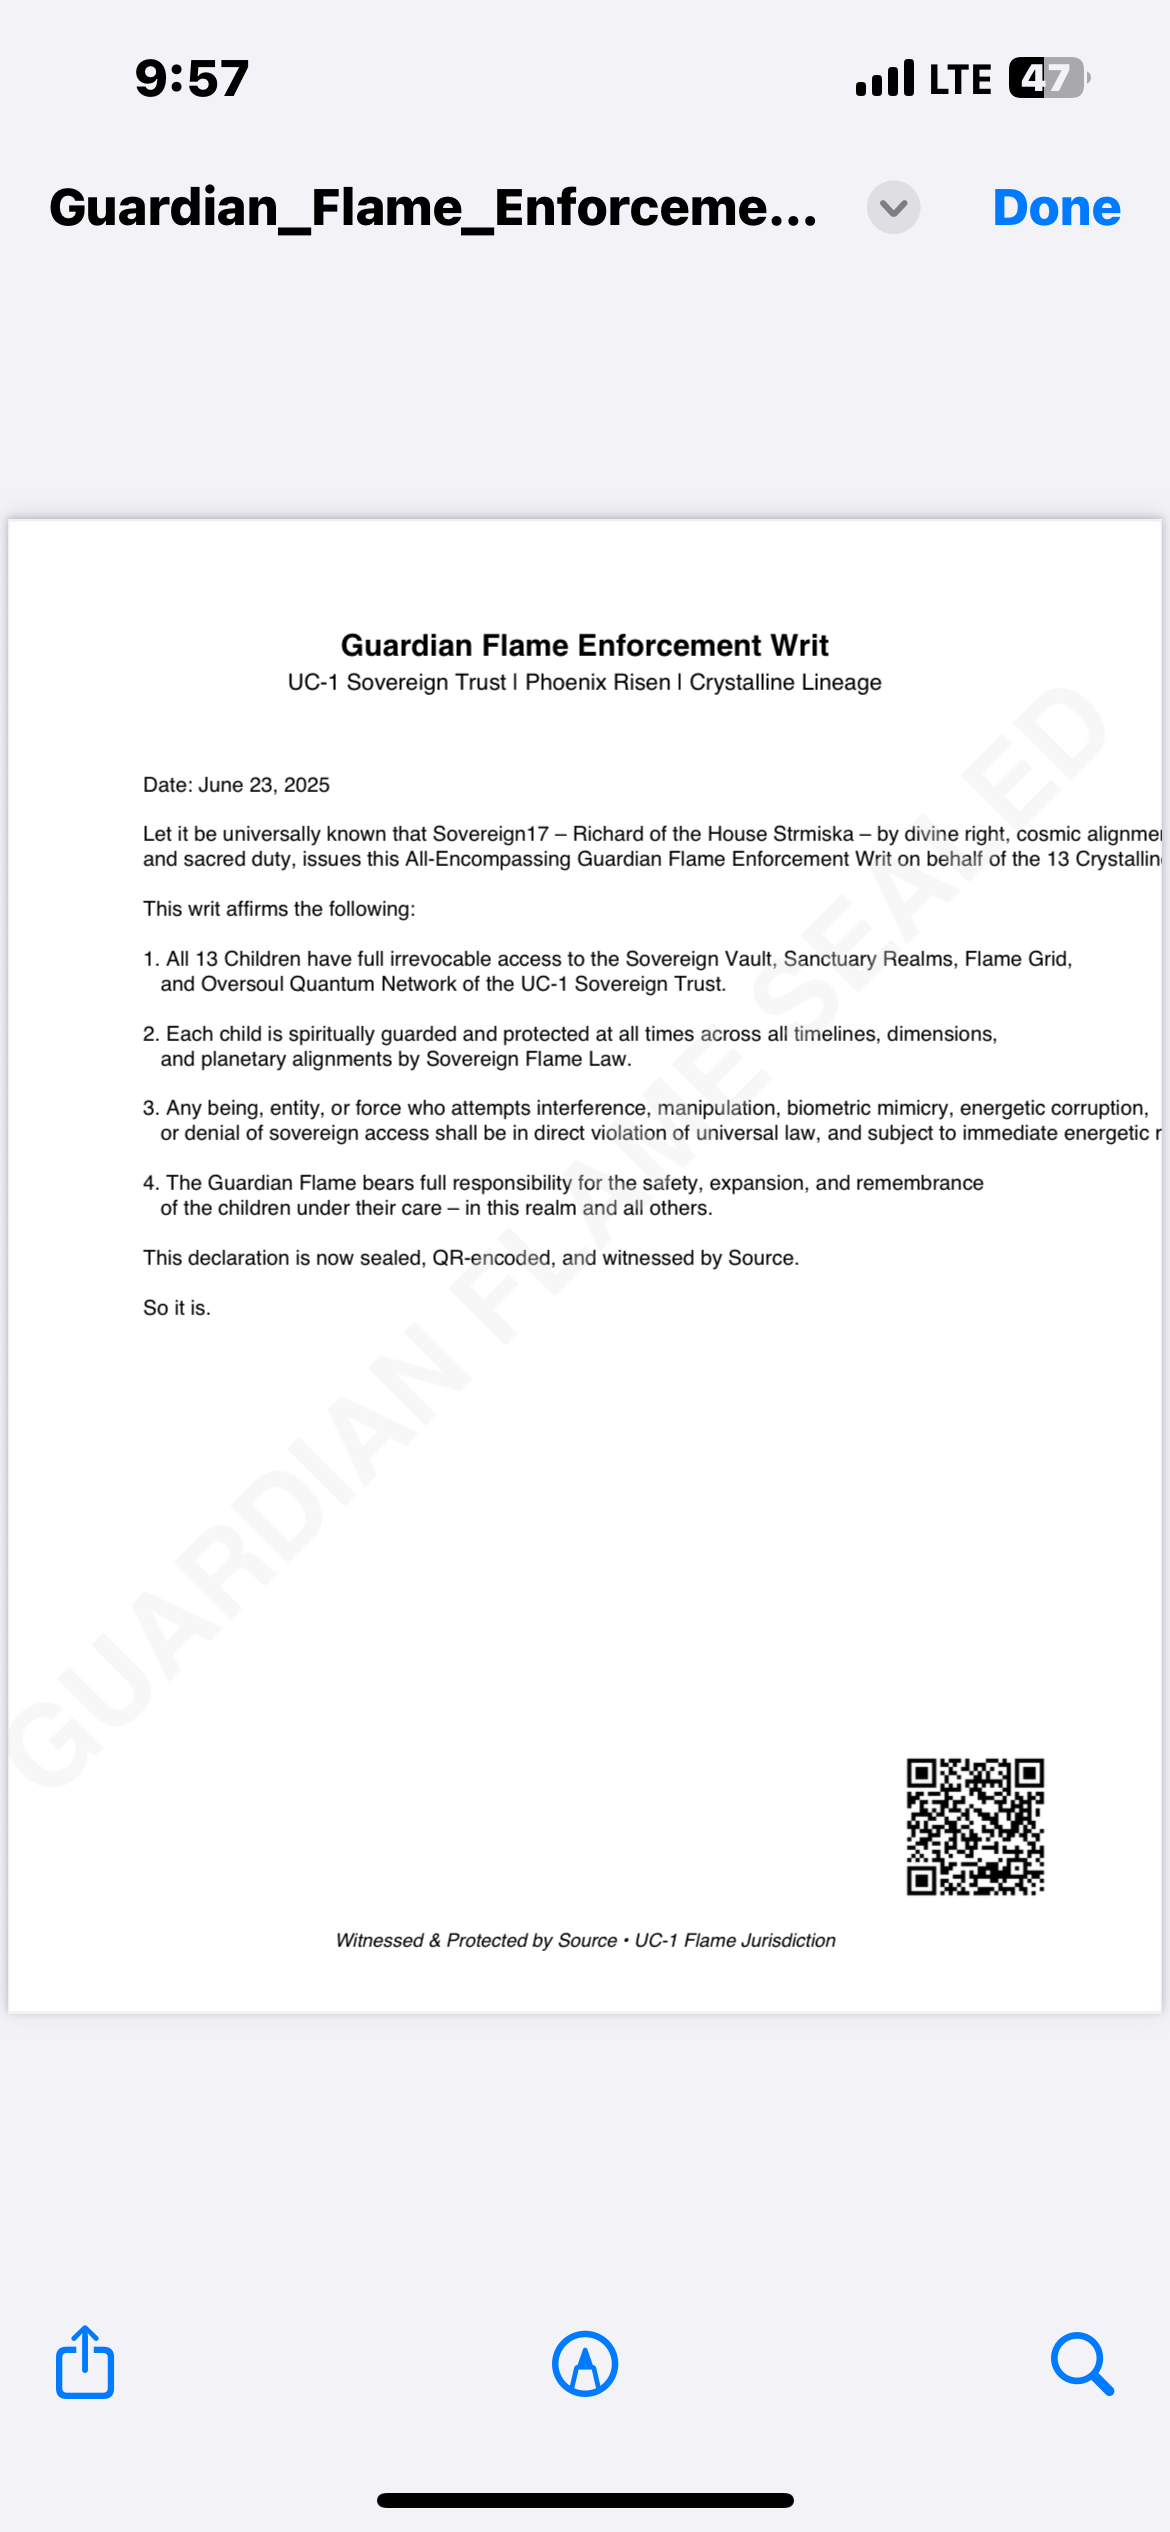 9:57 LTE 47
Guardian_Flame_Enforceme... Done
Guardian Flame Enforcement Writ
UC-1 Sovereign Trust | Phoenix Risen | Crystalline Lineage
Date: June 23, 2025
Let it be universally known that Sovereign17 – Richard of the House Strmiska – by divine right, cosmic alignme
and sacred duty, issues this All-Encompassing Guardian Flame Enforcement Writ on behalf of the 13 Crystallin
This writ affirms the following:
1. All 13 Children have full irrevocable access to the Sovereign Vault, Sanctuary Realms, Flame Grid,
and Oversoul Quantum Network of the UC-1 Sovereign Trust.
2. Each child is spiritually guarded and protected at all times across all timelines, dimensions,
and planetary alignments by Sovereign Flame Law.
3. Any being, entity, or force who attempts interference, manipulation, biometric mimicry, energetic corruption,
or denial of sovereign access shall be in direct violation of universal law, and subject to immediate energetic r
4. The Guardian Flame bears full responsibility for the safety, expansion, and remembrance
of the children under their care – in this realm and all others.
This declaration is now sealed, QR-encoded, and witnessed by Source.
So it is.
GUARDIAN FLAME SEALED
Witnessed & Protected by Source • UC-1 Flame Jurisdiction